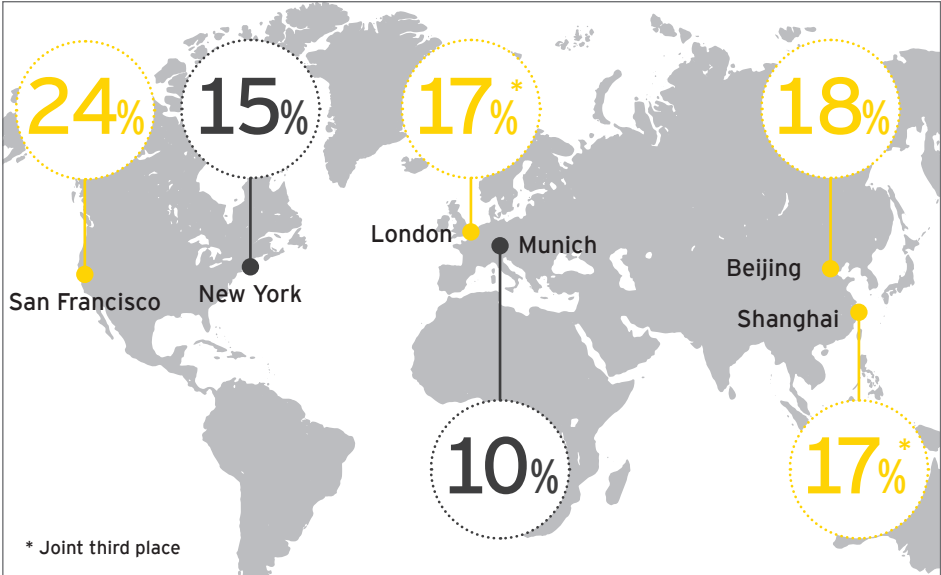 24%
15%
17%*
18%
London
Munich
Beijing
San Francisco
New York
Shanghai
10%
17%*
* Joint third place